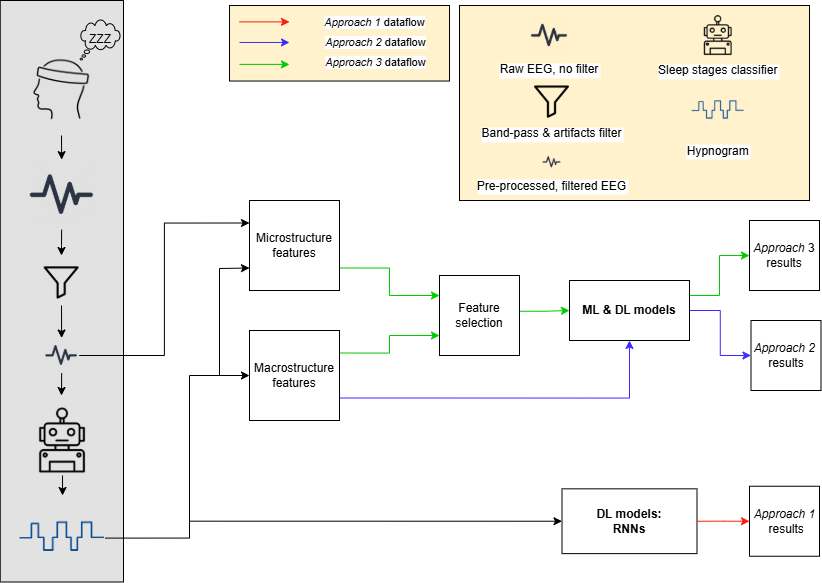 ZZZ
Approach 1 dataflow
Approach 2 dataflow
Approach 3 dataflow
Raw EEG, no filter
Sleep stages classifier
Band-pass & artifacts filter
Hypnogram
Pre-processed, filtered EEG
Microstructure
features
Macrostructure
features
Feature
selection
ML & DL models
Approach 3
results
Approach 2
results
DL models:
RNNs
Approach 1
results